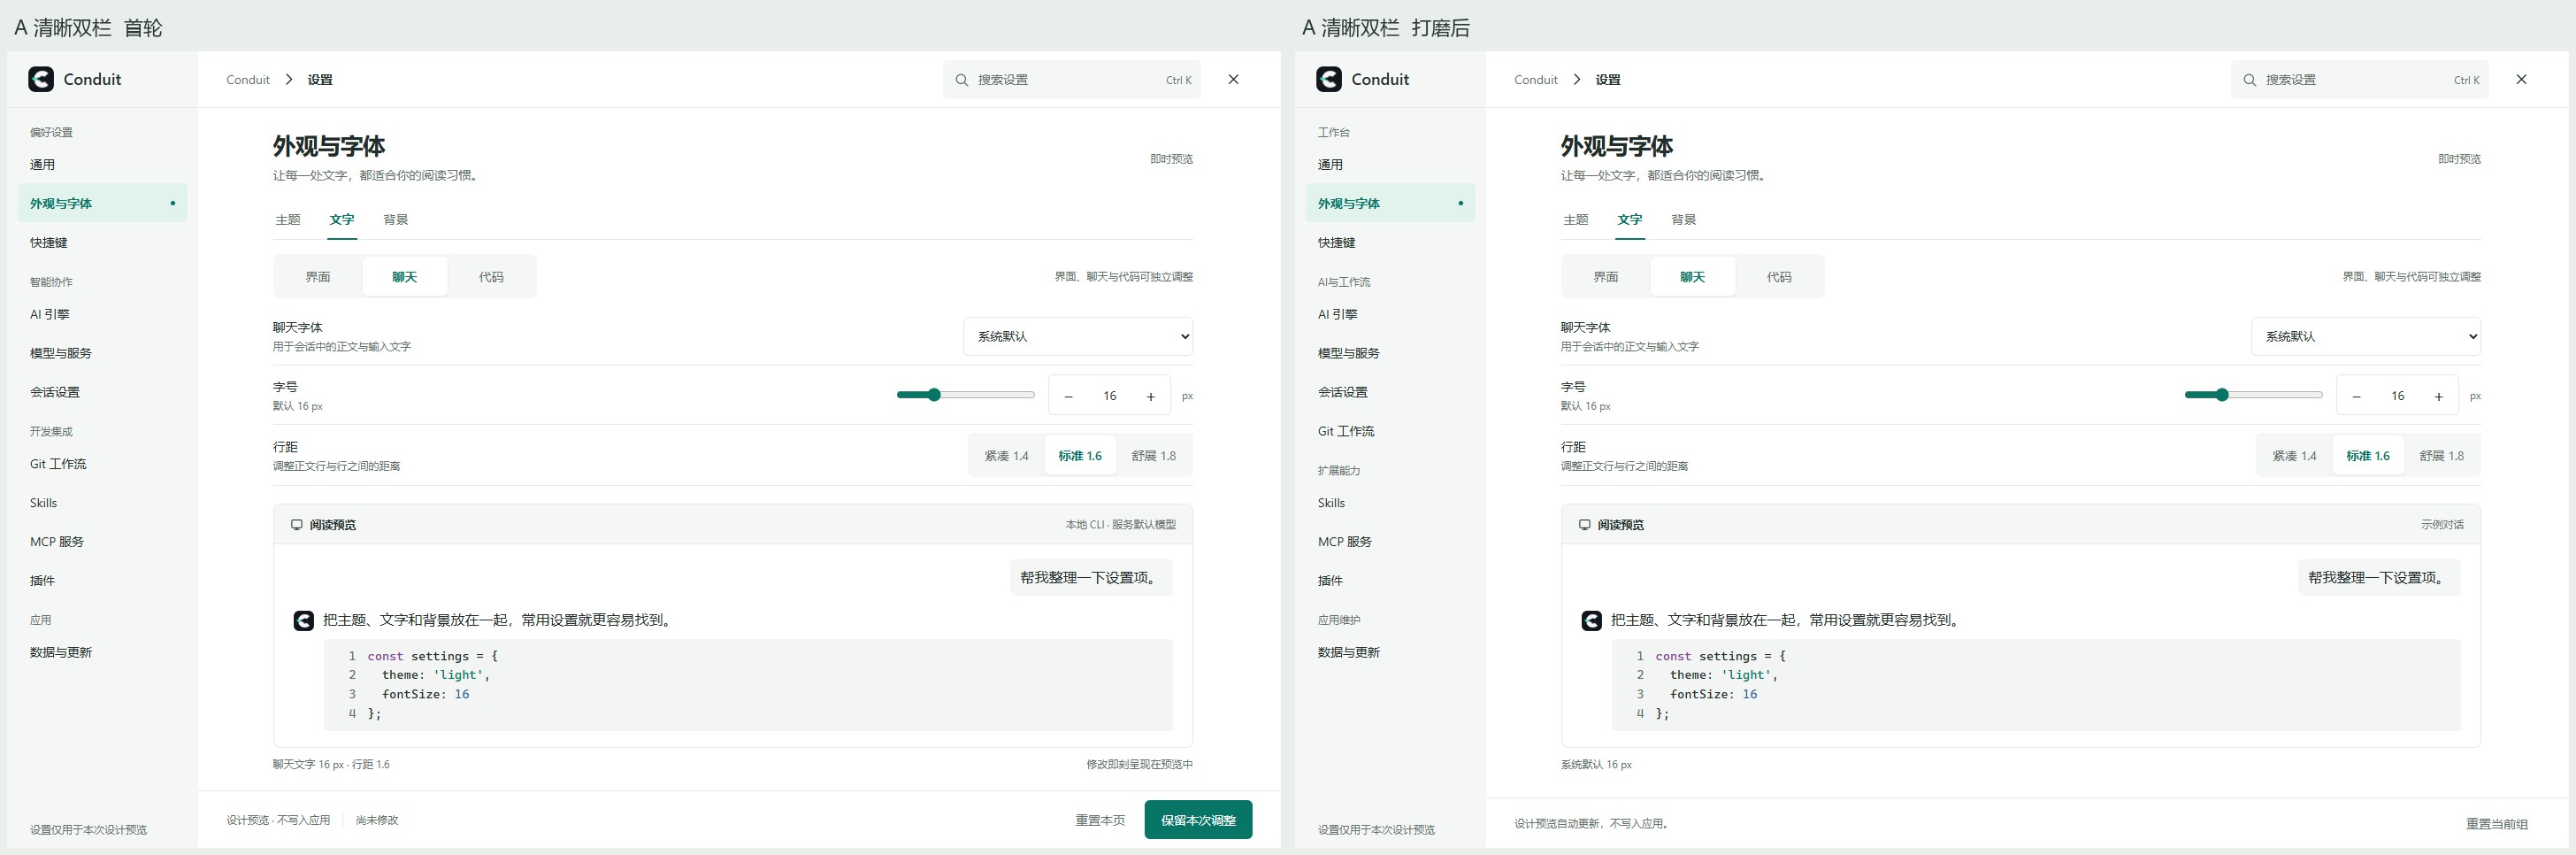 A 清晰双栏 首轮
Conduit
Conduit > 设置
搜索设置 Ctrl K
偏好设置
通用
外观与字体
快捷键
智能协作
AI 引擎
模型与服务
会话设置
开发集成
Git 工作流
Skills
MCP 服务
插件
应用
数据与更新
设置仅用于本次设计预览
外观与字体
让每一处文字，都适合你的阅读习惯。
即时预览
主题 文字 背景
界面 聊天 代码
界面、聊天与代码可独立调整
聊天字体
用于会话中的正文与输入文字
系统默认
字号
默认 16 px
− 16 + px
行距
调整正文行与行之间的距离
紧凑 1.4 标准 1.6 舒展 1.8
阅读预览
本地 CLI · 服务默认模型
帮我整理一下设置项。
把主题、文字和背景放在一起，常用设置就更容易找到。
1 const settings = {
2 theme: 'light',
3 fontSize: 16
4 };
聊天文字 16 px · 行距 1.6
修改即刻呈现在预览中
设计预览 · 不写入应用 尚未修改
重置本页 保留本次调整
A 清晰双栏 打磨后
Conduit
Conduit > 设置
搜索设置 Ctrl K
工作台
通用
外观与字体
快捷键
AI与工作流
AI 引擎
模型与服务
会话设置
Git 工作流
扩展能力
Skills
MCP 服务
插件
应用维护
数据与更新
设置仅用于本次设计预览
外观与字体
让每一处文字，都适合你的阅读习惯。
即时预览
主题 文字 背景
界面 聊天 代码
界面、聊天与代码可独立调整
聊天字体
用于会话中的正文与输入文字
系统默认
字号
默认 16 px
− 16 + px
行距
调整正文行与行之间的距离
紧凑 1.4 标准 1.6 舒展 1.8
阅读预览
示例对话
帮我整理一下设置项。
把主题、文字和背景放在一起，常用设置就更容易找到。
1 const settings = {
2 theme: 'light',
3 fontSize: 16
4 };
系统默认 16 px
设计预览自动更新，不写入应用。
重置当前组